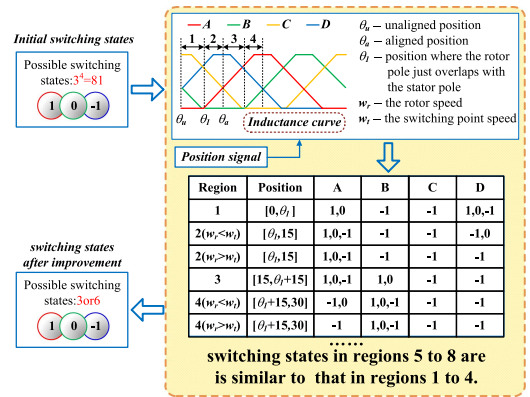 Initial switching states
Possible switching
states:3⁴=81
1 0 -1
A B C D
1 2 3 4
θu θl θa
Inductance curve
θu – unaligned position
θa – aligned position
θl – position where the rotor
pole just overlaps with
the stator pole
wr – the rotor speed
wt – the switching point speed
Position signal
Region Position A B C D
1 [0,θl] 1,0 -1 -1 1,0,-1
2(wr<wt) [θl,15] 1,0,-1 -1 -1 -1,0
2(wr>wt) [θl,15] 1,0,-1 -1 -1 -1
3 [15,θl+15] 1,0,-1 1,0 -1 -1
4(wr<wt) [θl+15,30] -1,0 1,0,-1 -1 -1
4(wr>wt) [θl+15,30] -1 1,0,-1 -1 -1
......
switching states in regions 5 to 8 are
is similar to that in regions 1 to 4.
switching states
after improvement
Possible switching
states:3or6
1 0 -1